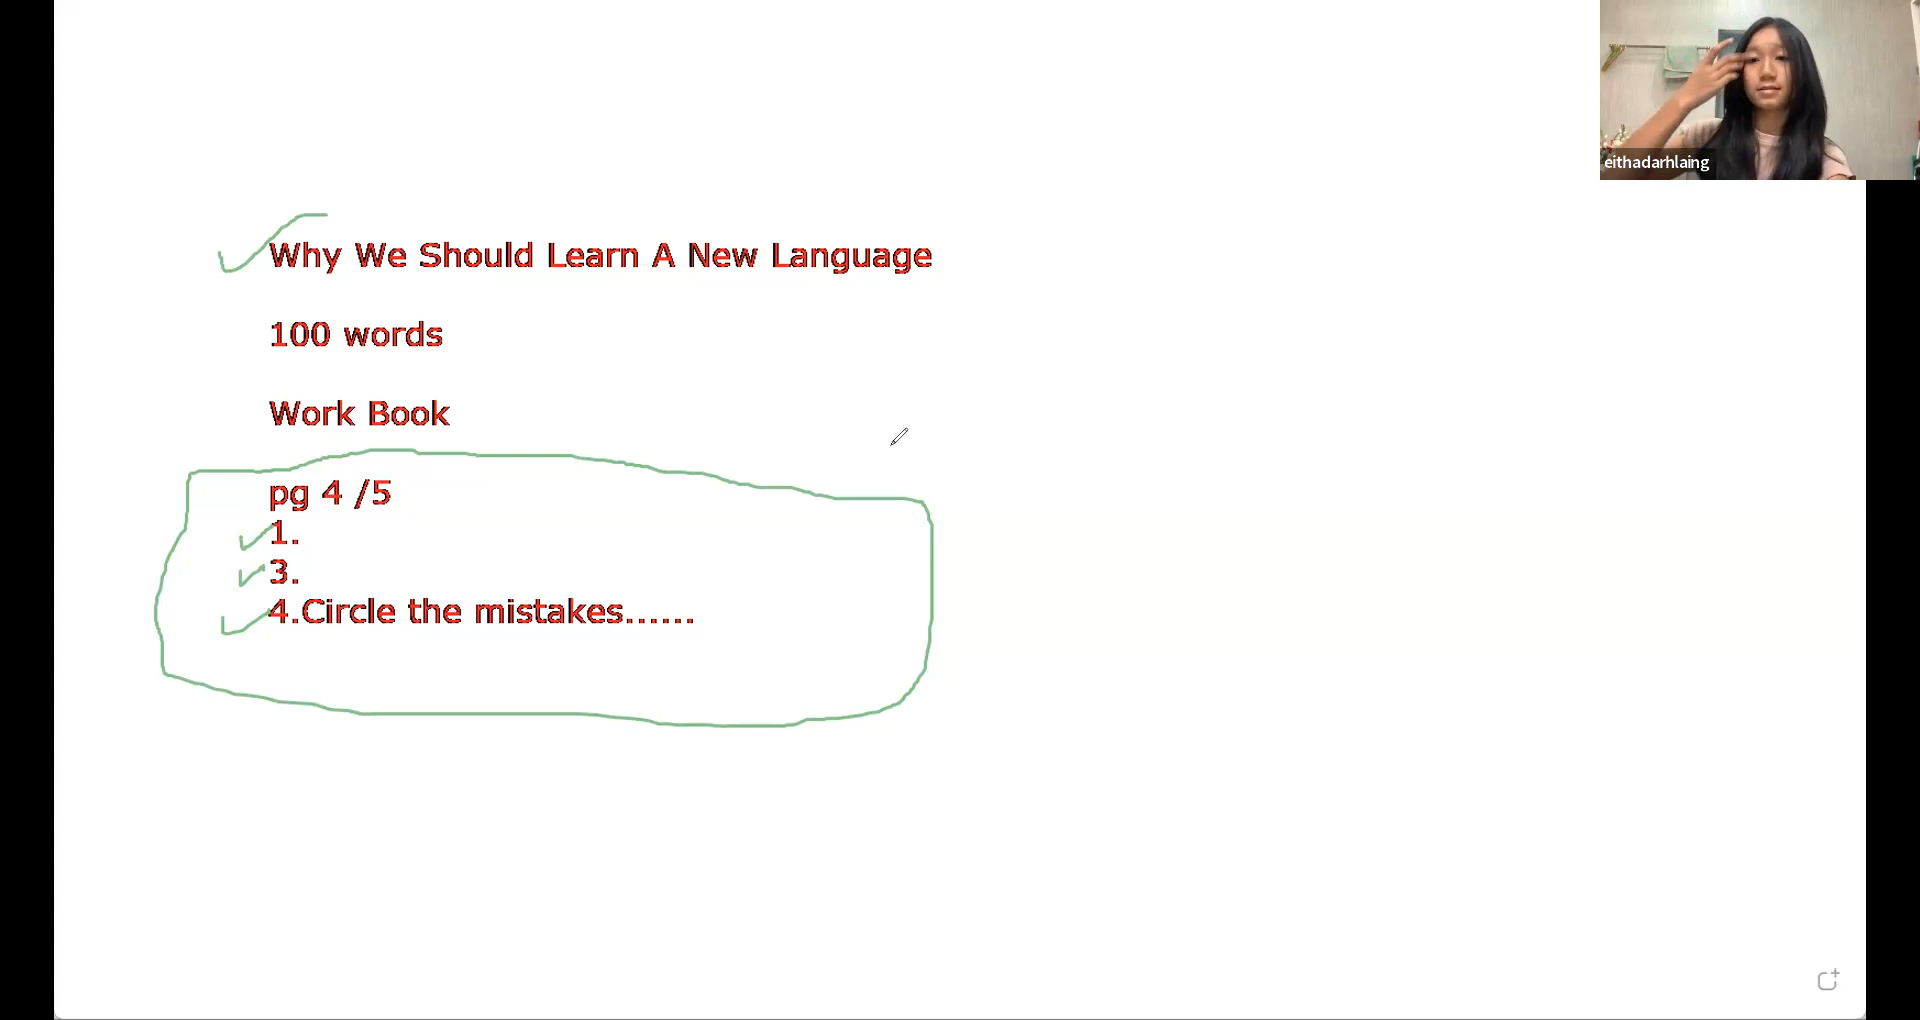 Why We Should Learn A New Language
100 words
Work Book
pg 4 /5
1.
3.
4.Circle the mistakes......
eithadarhlaing